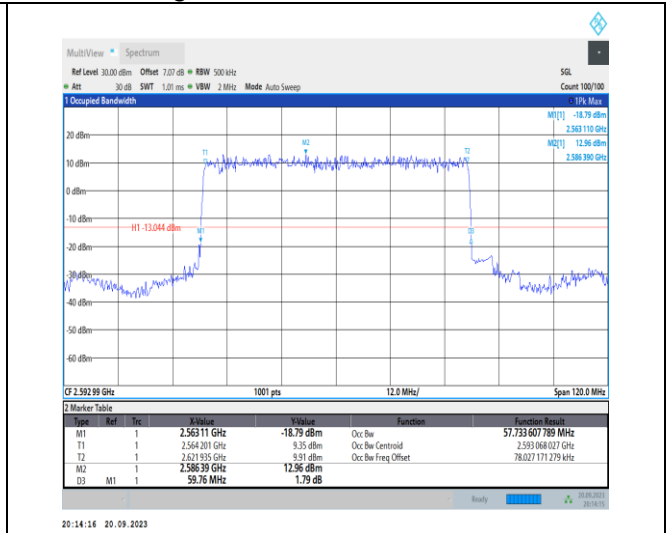 MultiView Spectrum
Ref Level 30.00 dBm Offset 7.07 dB RBW 500 kHz SGL
Att 30 dB SWT 1.01 ms VBW 2 MHz Mode Auto Sweep Count 100/100
1 Occupied Bandwidth 1Pk Max
M1[1] -18.79 dBm
2.563 110 GHz
M2[1] 12.96 dBm
2.586 390 GHz
20 dBm
M2
T1 T2
10 dBm
0 dBm
-10 dBm
H1 -13.044 dBm
M1 D3
-20 dBm
-30 dBm
-40 dBm
-50 dBm
-60 dBm
CF 2.592 99 GHz 1001 pts 12.0 MHz/ Span 120.0 MHz
2 Marker Table
Type Ref Trc X-Value Y-Value Function Function Result
M1 1 2.563 11 GHz -18.79 dBm Occ Bw 57.733 607 789 MHz
T1 1 2.564 201 GHz 9.35 dBm Occ Bw Centroid 2.593 068 027 GHz
T2 1 2.621 935 GHz 9.91 dBm Occ Bw Freq Offset 78.027 171 279 kHz
M2 1 2.586 39 GHz 12.96 dBm
D3 M1 1 59.76 MHz 1.79 dB
Ready 20.09.2023
20:14:15
20:14:16 20.09.2023